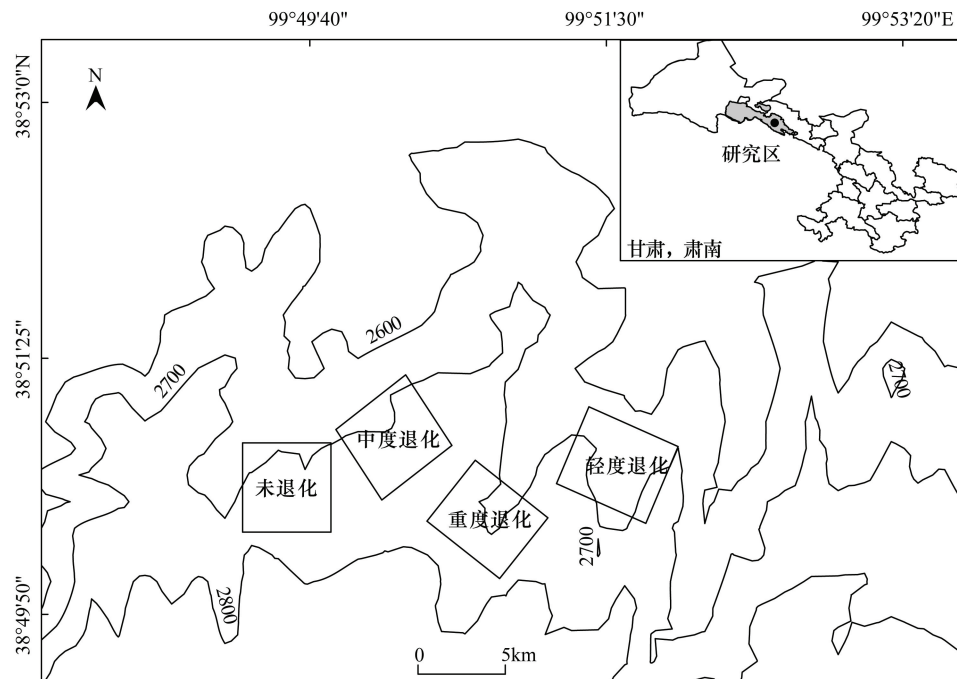 99°49'40"
99°51'30"
99°53'20"E
38°53'0"N
N
研究区
甘肃，肃南
2600
38°51'25"
2700
2700
中度退化
轻度退化
未退化
重度退化
2700
38°49'50"
2800
0
5km